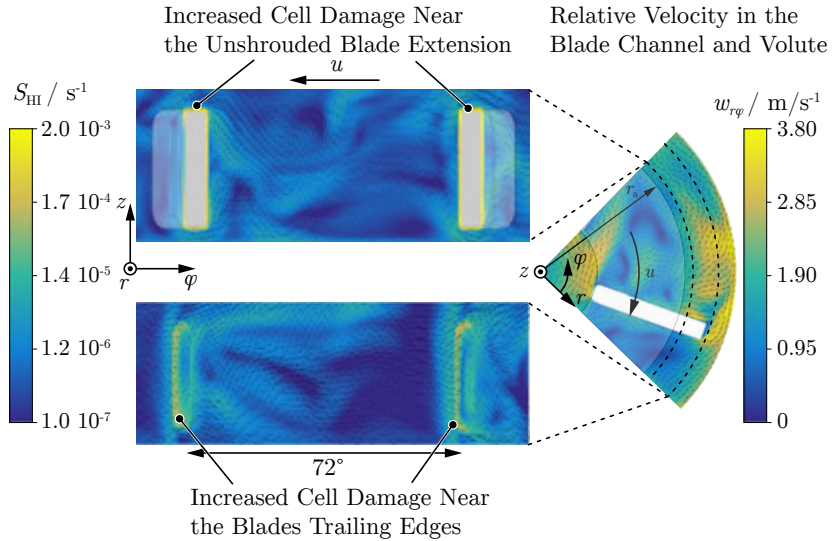 Increased Cell Damage Near
the Unshrouded Blade Extension
Relative Velocity in the
Blade Channel and Volute
S_HI / s⁻¹
2.0 10⁻³
1.7 10⁻⁴
1.4 10⁻⁵
1.2 10⁻⁶
1.0 10⁻⁷
u
z
r
φ
72°
Increased Cell Damage Near
the Blades Trailing Edges
r_a
z
φ
r
u
w_rφ / m/s⁻¹
3.80
2.85
1.90
0.95
0